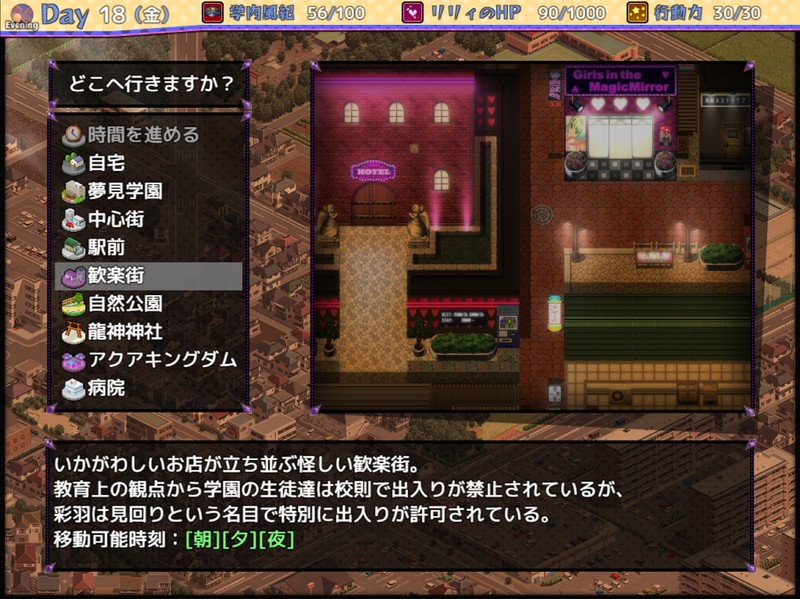 Evening Day 18 (金) 学内風紀 56/100 リリィのHP 90/1000 行動力 30/30
どこへ行きますか？
時間を進める
自宅
夢見学園
中心街
駅前
歓楽街
自然公園
龍神神社
アクアキングダム
病院
HOTEL
Girls in the
MagicMirror
いかがわしいお店が立ち並ぶ怪しい歓楽街。
教育上の観点から学園の生徒達は校則で出入りが禁止されているが、
彩羽は見回りという名目で特別に出入りが許可されている。
移動可能時刻：[朝][夕][夜]